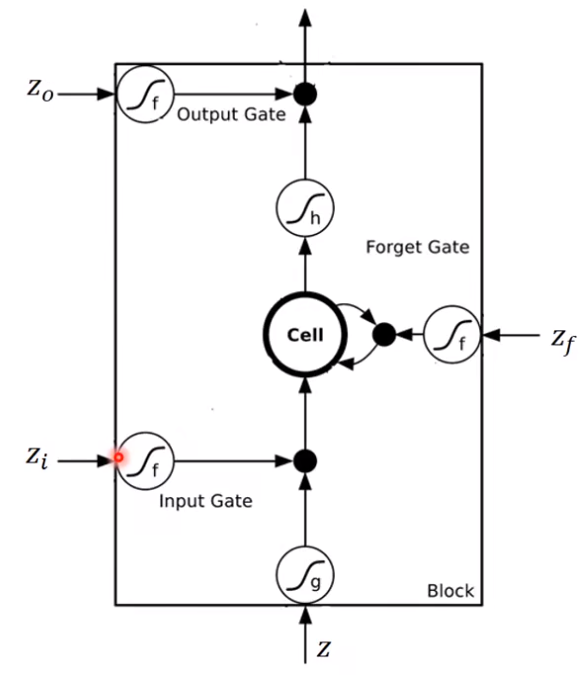 Z_o
f
Output Gate
h
Forget Gate
Cell
f
Z_f
Z_i
f
Input Gate
g
Block
Z